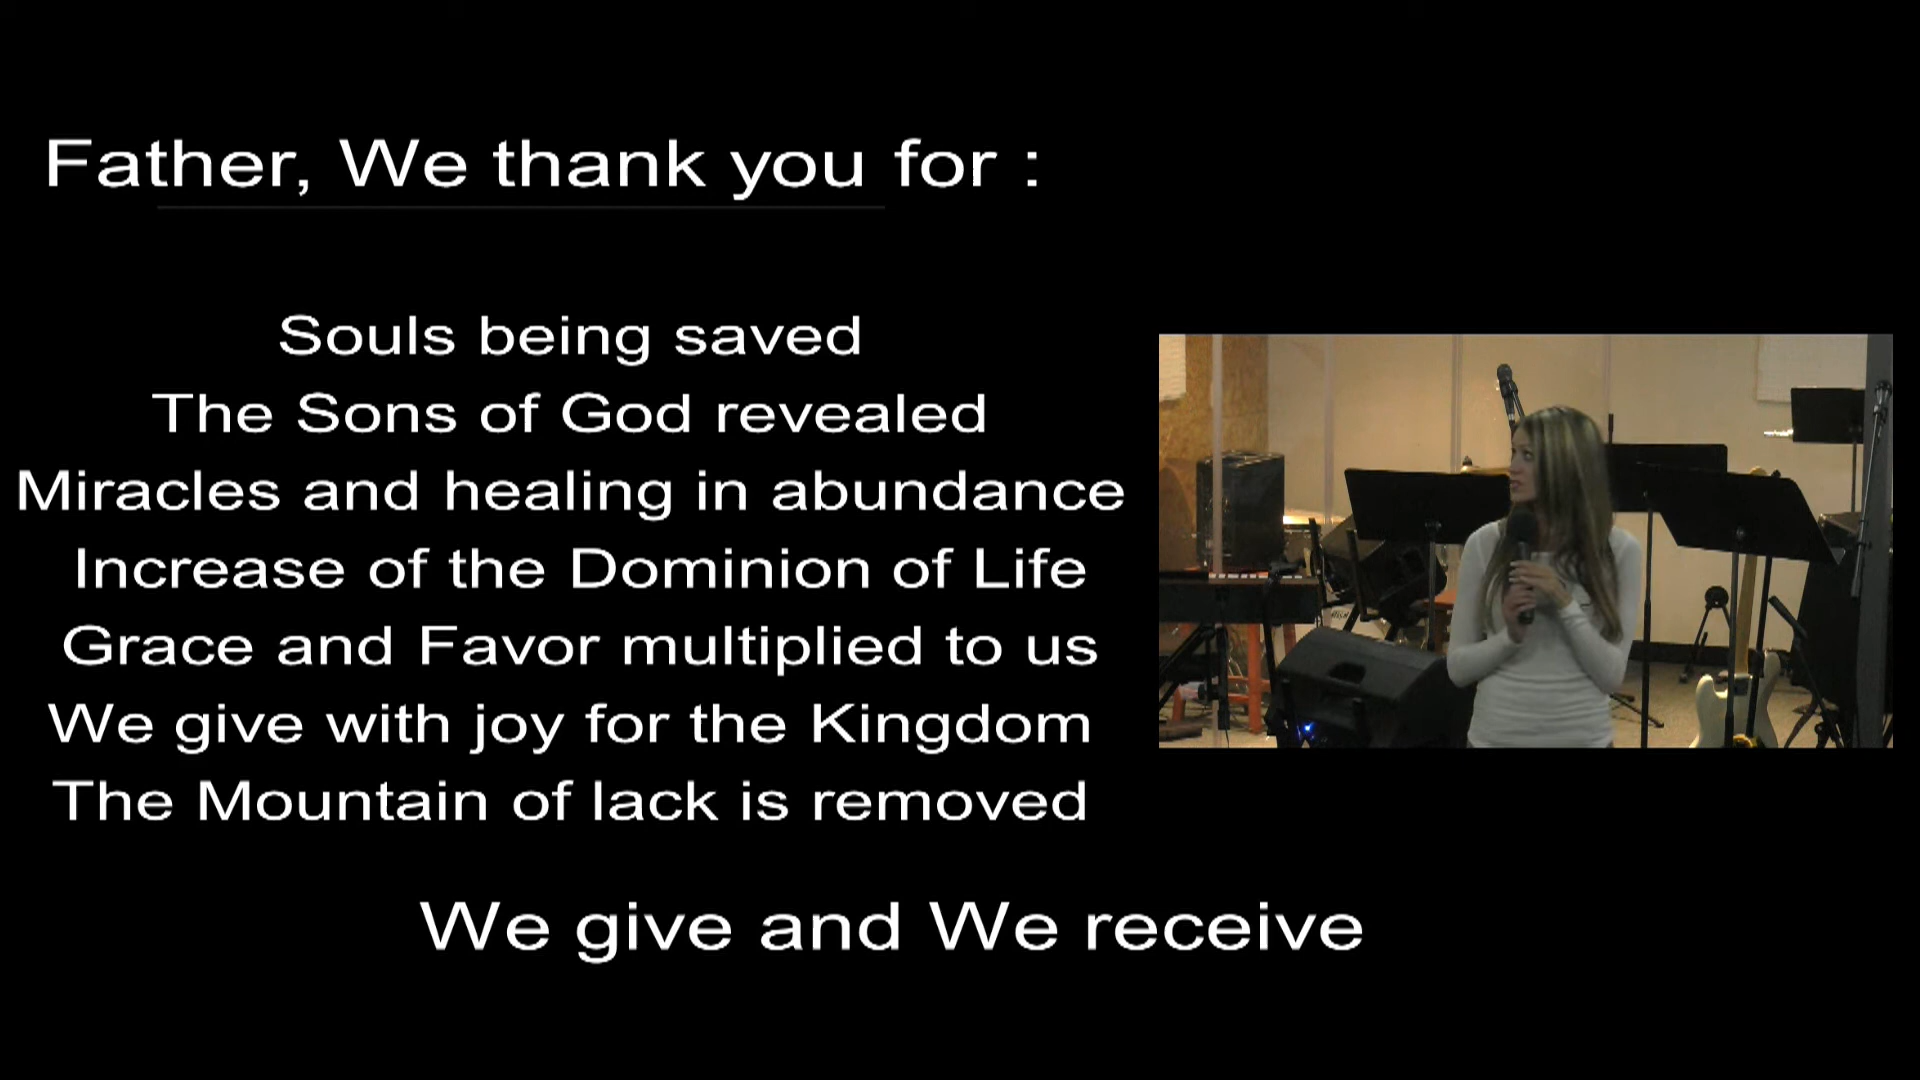 Father, We thank you for :
Souls being saved
The Sons of God revealed
Miracles and healing in abundance
Increase of the Dominion of Life
Grace and Favor multiplied to us
We give with joy for the Kingdom
The Mountain of lack is removed
We give and We receive